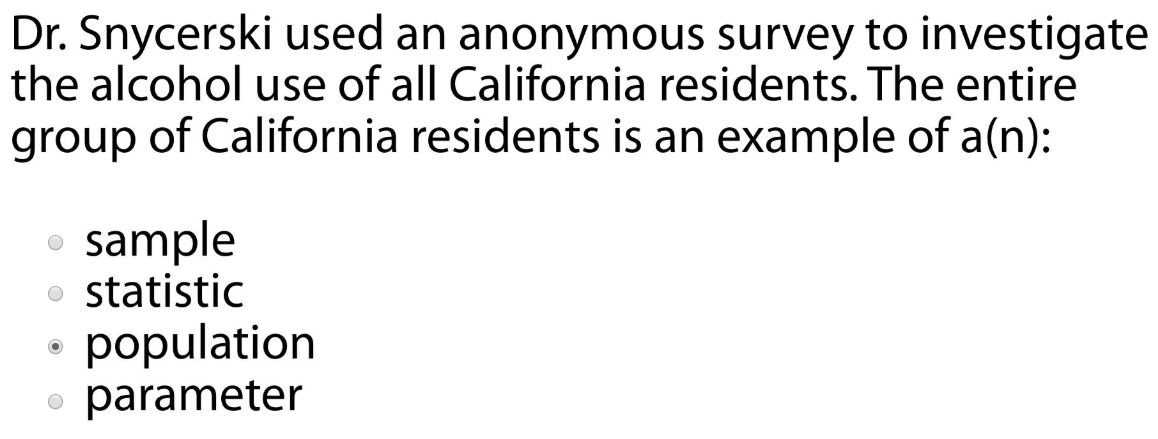 Dr. Snycerski used an anonymous survey to investigate
the alcohol use of all California residents. The entire
group of California residents is an example of a(n):
sample
statistic
population
parameter